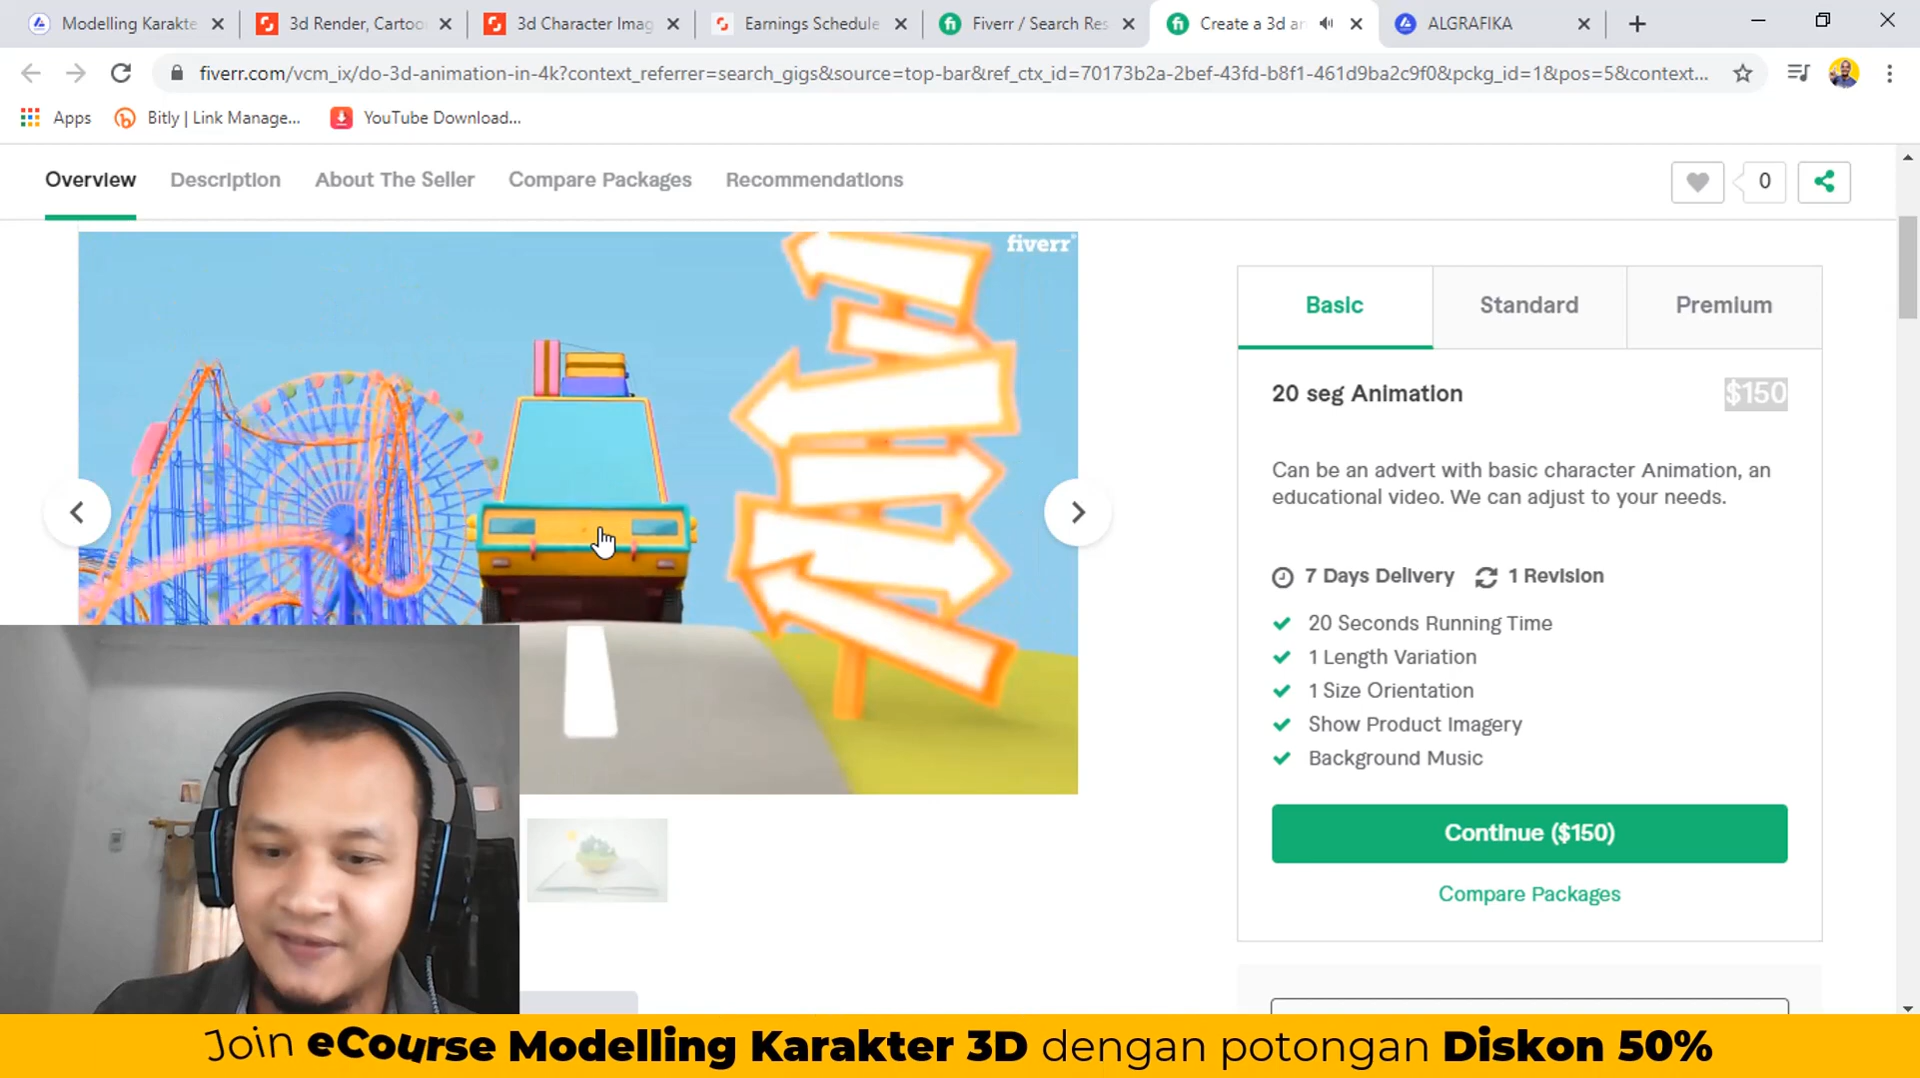 Modelling Karakte
3d Render, Cartoo
3d Character Imag
Earnings Schedule
Fiverr / Search Res
Create a 3d an
ALGRAFIKA
fiverr.com/vcm_ix/do-3d-animation-in-4k?context_referrer=search_gigs&source=top-bar&ref_ctx_id=70173b2a-2bef-43fd-b8f1-461d9ba2c9f0&pckg_id=1&pos=5&context...
Apps
Bitly | Link Manage...
YouTube Download...
Overview
Description
About The Seller
Compare Packages
Recommendations
0
fiverr
Basic
Standard
Premium
20 seg Animation
$150
Can be an advert with basic character Animation, an
educational video. We can adjust to your needs.
7 Days Delivery
1 Revision
20 Seconds Running Time
1 Length Variation
1 Size Orientation
Show Product Imagery
Background Music
Continue ($150)
Compare Packages
Join eCourse Modelling Karakter 3D dengan potongan Diskon 50%